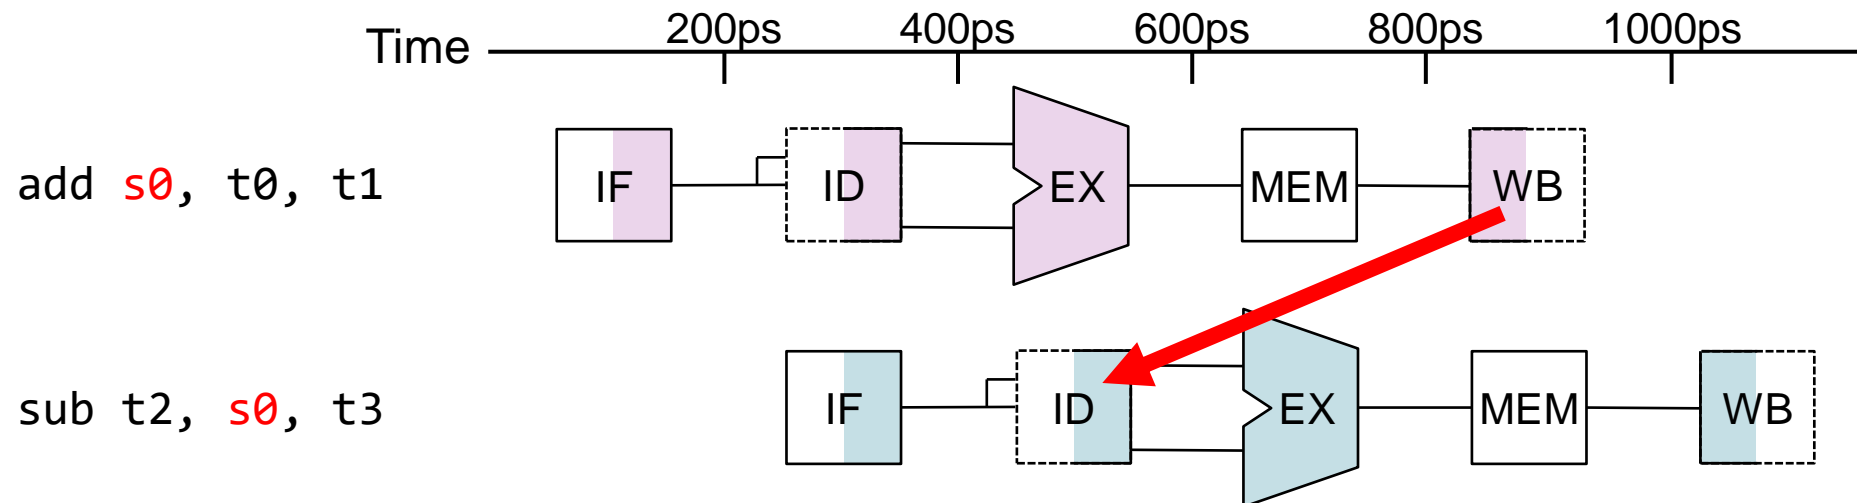 Time 200ps 400ps 600ps 800ps 1000ps
add s0, t0, t1 IF ID EX MEM WB
sub t2, s0, t3 IF ID EX MEM WB